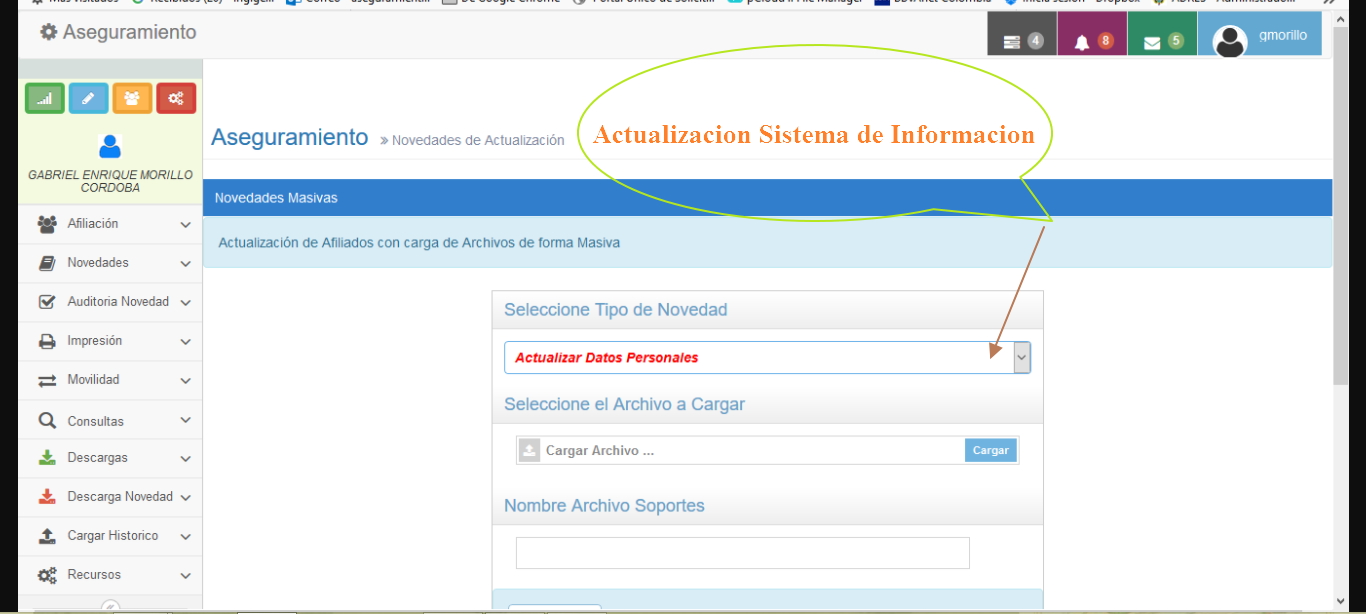 Aseguramiento
4
8
5
gmorillo
GABRIEL ENRIQUE MORILLO
CORDOBA
Afiliación
Novedades
Auditoria Novedad
Impresión
Movilidad
Consultas
Descargas
Descarga Novedad
Cargar Historico
Recursos
Aseguramiento » Novedades de Actualización
Actualizacion Sistema de Informacion
Novedades Masivas
Actualización de Afiliados con carga de Archivos de forma Masiva
Seleccione Tipo de Novedad
Actualizar Datos Personales
Seleccione el Archivo a Cargar
Cargar Archivo ...
Cargar
Nombre Archivo Soportes